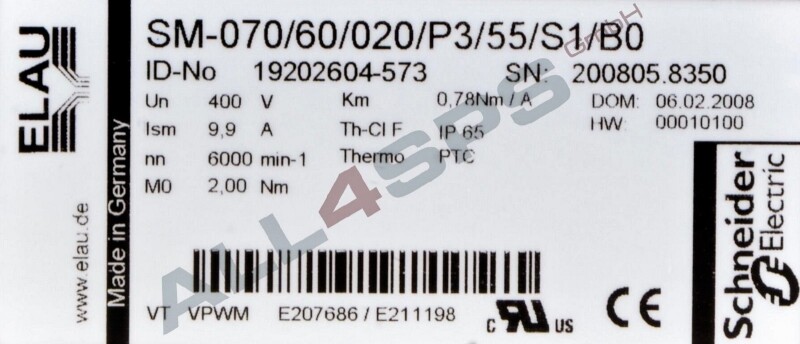 ELAU
www.elau.de
Made in Germany
SM-070/60/020/P3/55/S1/B0
ID-No 19202604-573 SN: 200805.8350
Un 400 V Km 0,78Nm / A DOM: 06.02.2008
Ism 9,9 A Th-Cl F IP 65 HW: 00010100
nn 6000 min-1 Thermo PTC
M0 2,00 Nm
VT VPWM E207686 / E211198
c RU US
Schneider
Electric
ALL4SPS GmbH